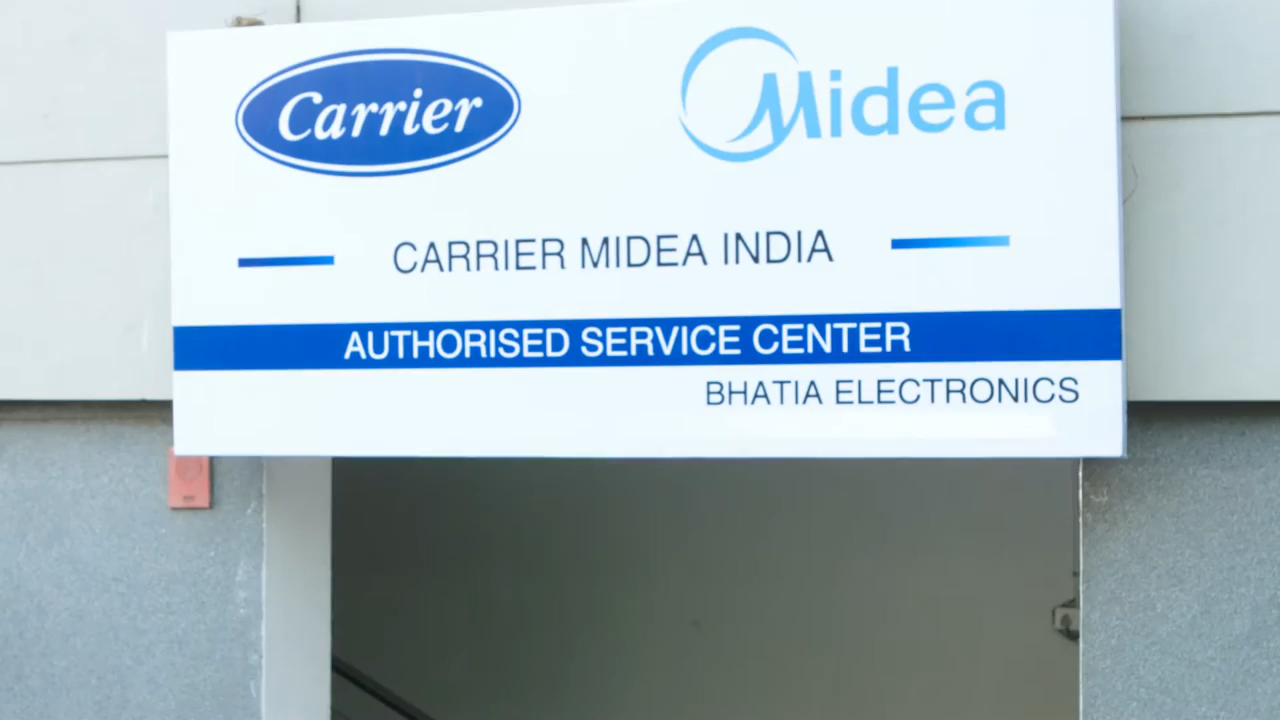 Carrier
Midea
CARRIER MIDEA INDIA
AUTHORISED SERVICE CENTER
BHATIA ELECTRONICS